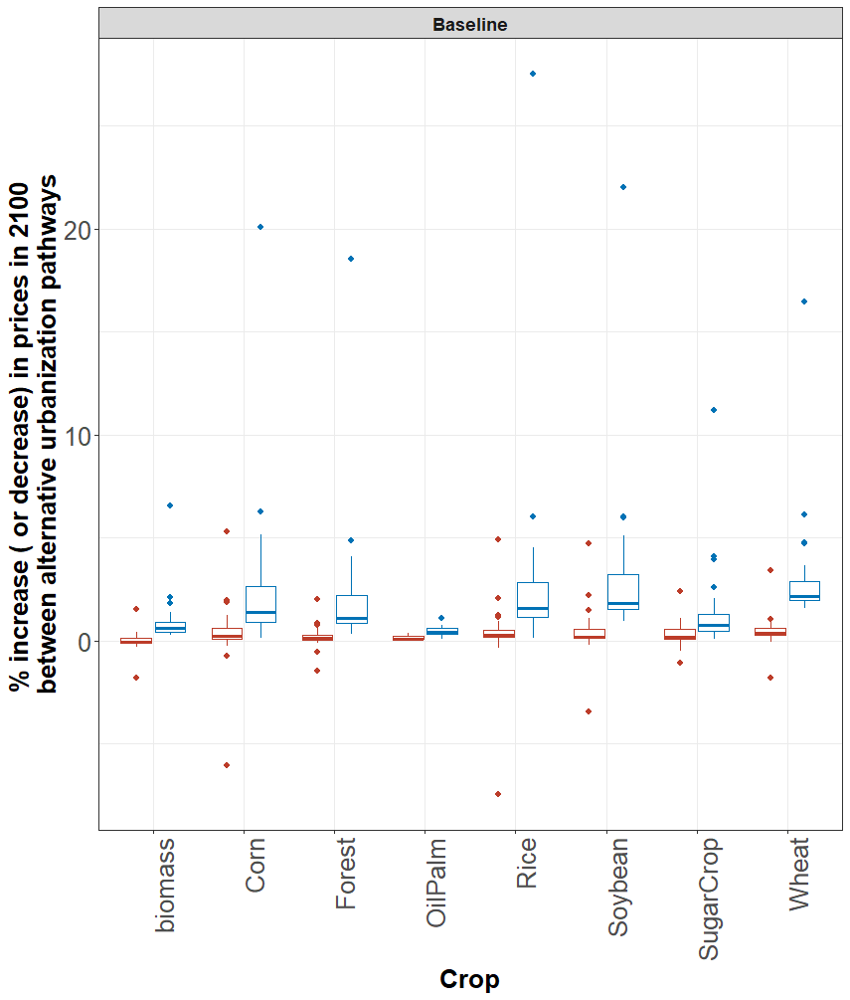 Baseline
% increase ( or decrease) in prices in 2100
between alternative urbanization pathways
20
10
0
biomass
Corn
Forest
OilPalm
Rice
Soybean
SugarCrop
Wheat
Crop